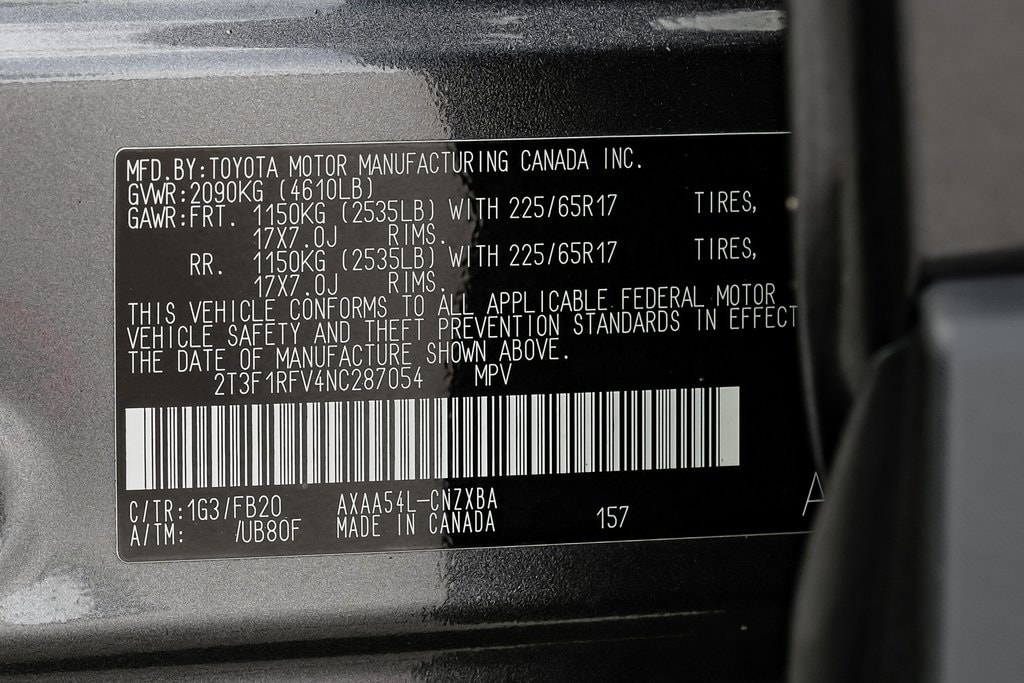 MFD.BY:TOYOTA MOTOR MANUFACTURING CANADA INC.
GVWR:2090KG (4610LB)
GAWR:FRT. 1150KG (2535LB) WITH 225/65R17 TIRES,
17X7.0J RIMS.
RR. 1150KG (2535LB) WITH 225/65R17 TIRES,
17X7.0J RIMS.
THIS VEHICLE CONFORMS TO ALL APPLICABLE FEDERAL MOTOR
VEHICLE SAFETY AND THEFT PREVENTION STANDARDS IN EFFECT
THE DATE OF MANUFACTURE SHOWN ABOVE.
2T3F1RFV4NC287054 MPV
C/TR:1G3/FB20 AXAA54L-CNZXBA
A/TM: /UB80F MADE IN CANADA 157 A